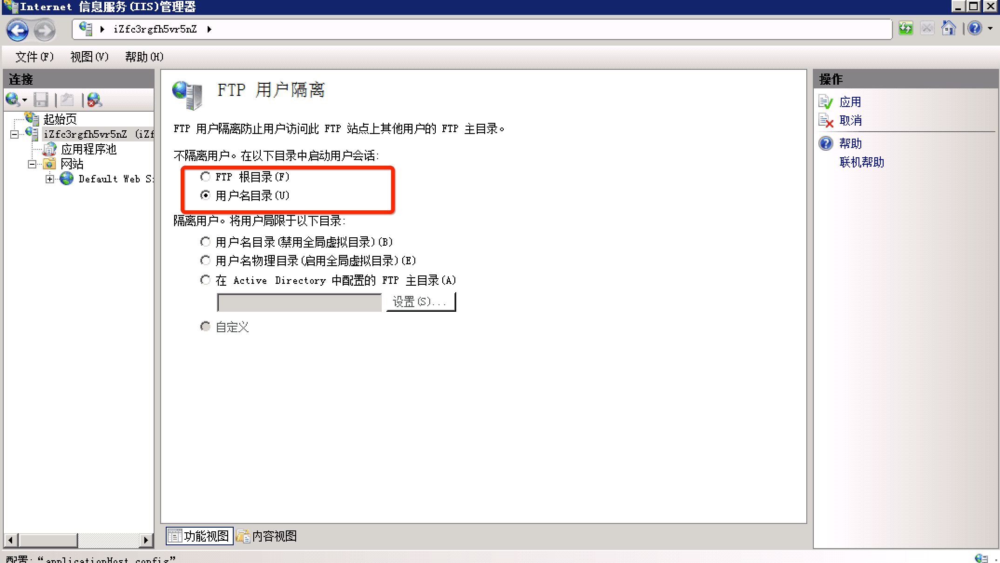 Internet 信息服务(IIS)管理器
iZfc3rgfh5vr5nZ
文件(F) 视图(V) 帮助(H)
连接
起始页
iZfc3rgfh5vr5nZ (iZf
应用程序池
网站
Default Web S
FTP 用户隔离
FTP 用户隔离防止用户访问此 FTP 站点上其他用户的 FTP 主目录。
不隔离用户。在以下目录中启动用户会话:
FTP 根目录(F)
用户名目录(U)
隔离用户。将用户局限于以下目录:
用户名目录(禁用全局虚拟目录)(B)
用户名物理目录(启用全局虚拟目录)(E)
在 Active Directory 中配置的 FTP 主目录(A)
设置(S)...
自定义
功能视图 内容视图
操作
应用
取消
帮助
联机帮助
配置:“applicationHost.config”